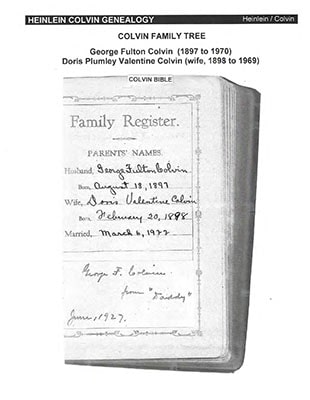 HEINLEIN COLVIN GENEALOGY Heinlein / Colvin
COLVIN FAMILY TREE
George Fulton Colvin (1897 to 1970)
Doris Plumley Valentine Colvin (wife, 1898 to 1969)
COLVIN BIBLE
Family Register.
PARENTS' NAMES.
Husband, George Fulton Colvin
Born, August 18, 1897
Wife, Doris Valentine Colvin
Born February 20, 1898
Married, March 6, 1922
George F. Colvin.
from "Daddy"
June, 1927.